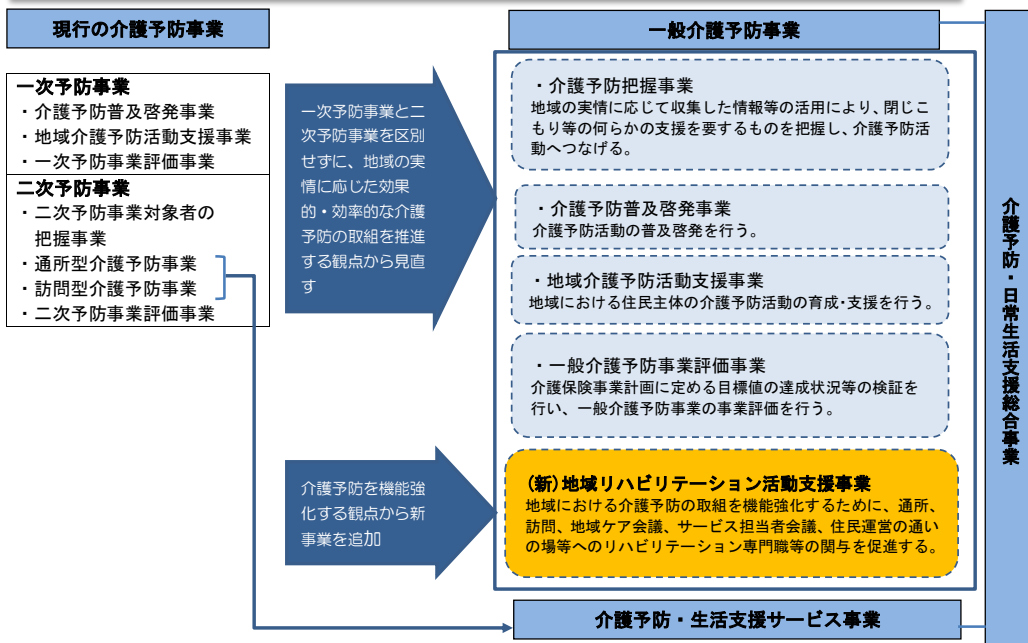 現行の介護予防事業
一次予防事業
・介護予防普及啓発事業
・地域介護予防活動支援事業
・一次予防事業評価事業
二次予防事業
・二次予防事業対象者の
把握事業
・通所型介護予防事業
・訪問型介護予防事業
・二次予防事業評価事業
一次予防事業と二
次予防事業を区別
せずに、地域の実
情に応じた効果
的・効率的な介護
予防の取組を推進
する観点から見直
す
介護予防を機能強
化する観点から新
事業を追加
一般介護予防事業
・介護予防把握事業
地域の実情に応じて収集した情報等の活用により、閉じこ
もり等の何らかの支援を要するものを把握し、介護予防活
動へつなげる。
・介護予防普及啓発事業
介護予防活動の普及啓発を行う。
・地域介護予防活動支援事業
地域における住民主体の介護予防活動の育成・支援を行う。
・一般介護予防事業評価事業
介護保険事業計画に定める目標値の達成状況等の検証を
行い、一般介護予防事業の事業評価を行う。
(新)地域リハビリテーション活動支援事業
地域における介護予防の取組を機能強化するために、通所、
訪問、地域ケア会議、サービス担当者会議、住民運営の通い
の場等へのリハビリテーション専門職等の関与を促進する。
介護予防・生活支援サービス事業
介護予防・日常生活支援総合事業